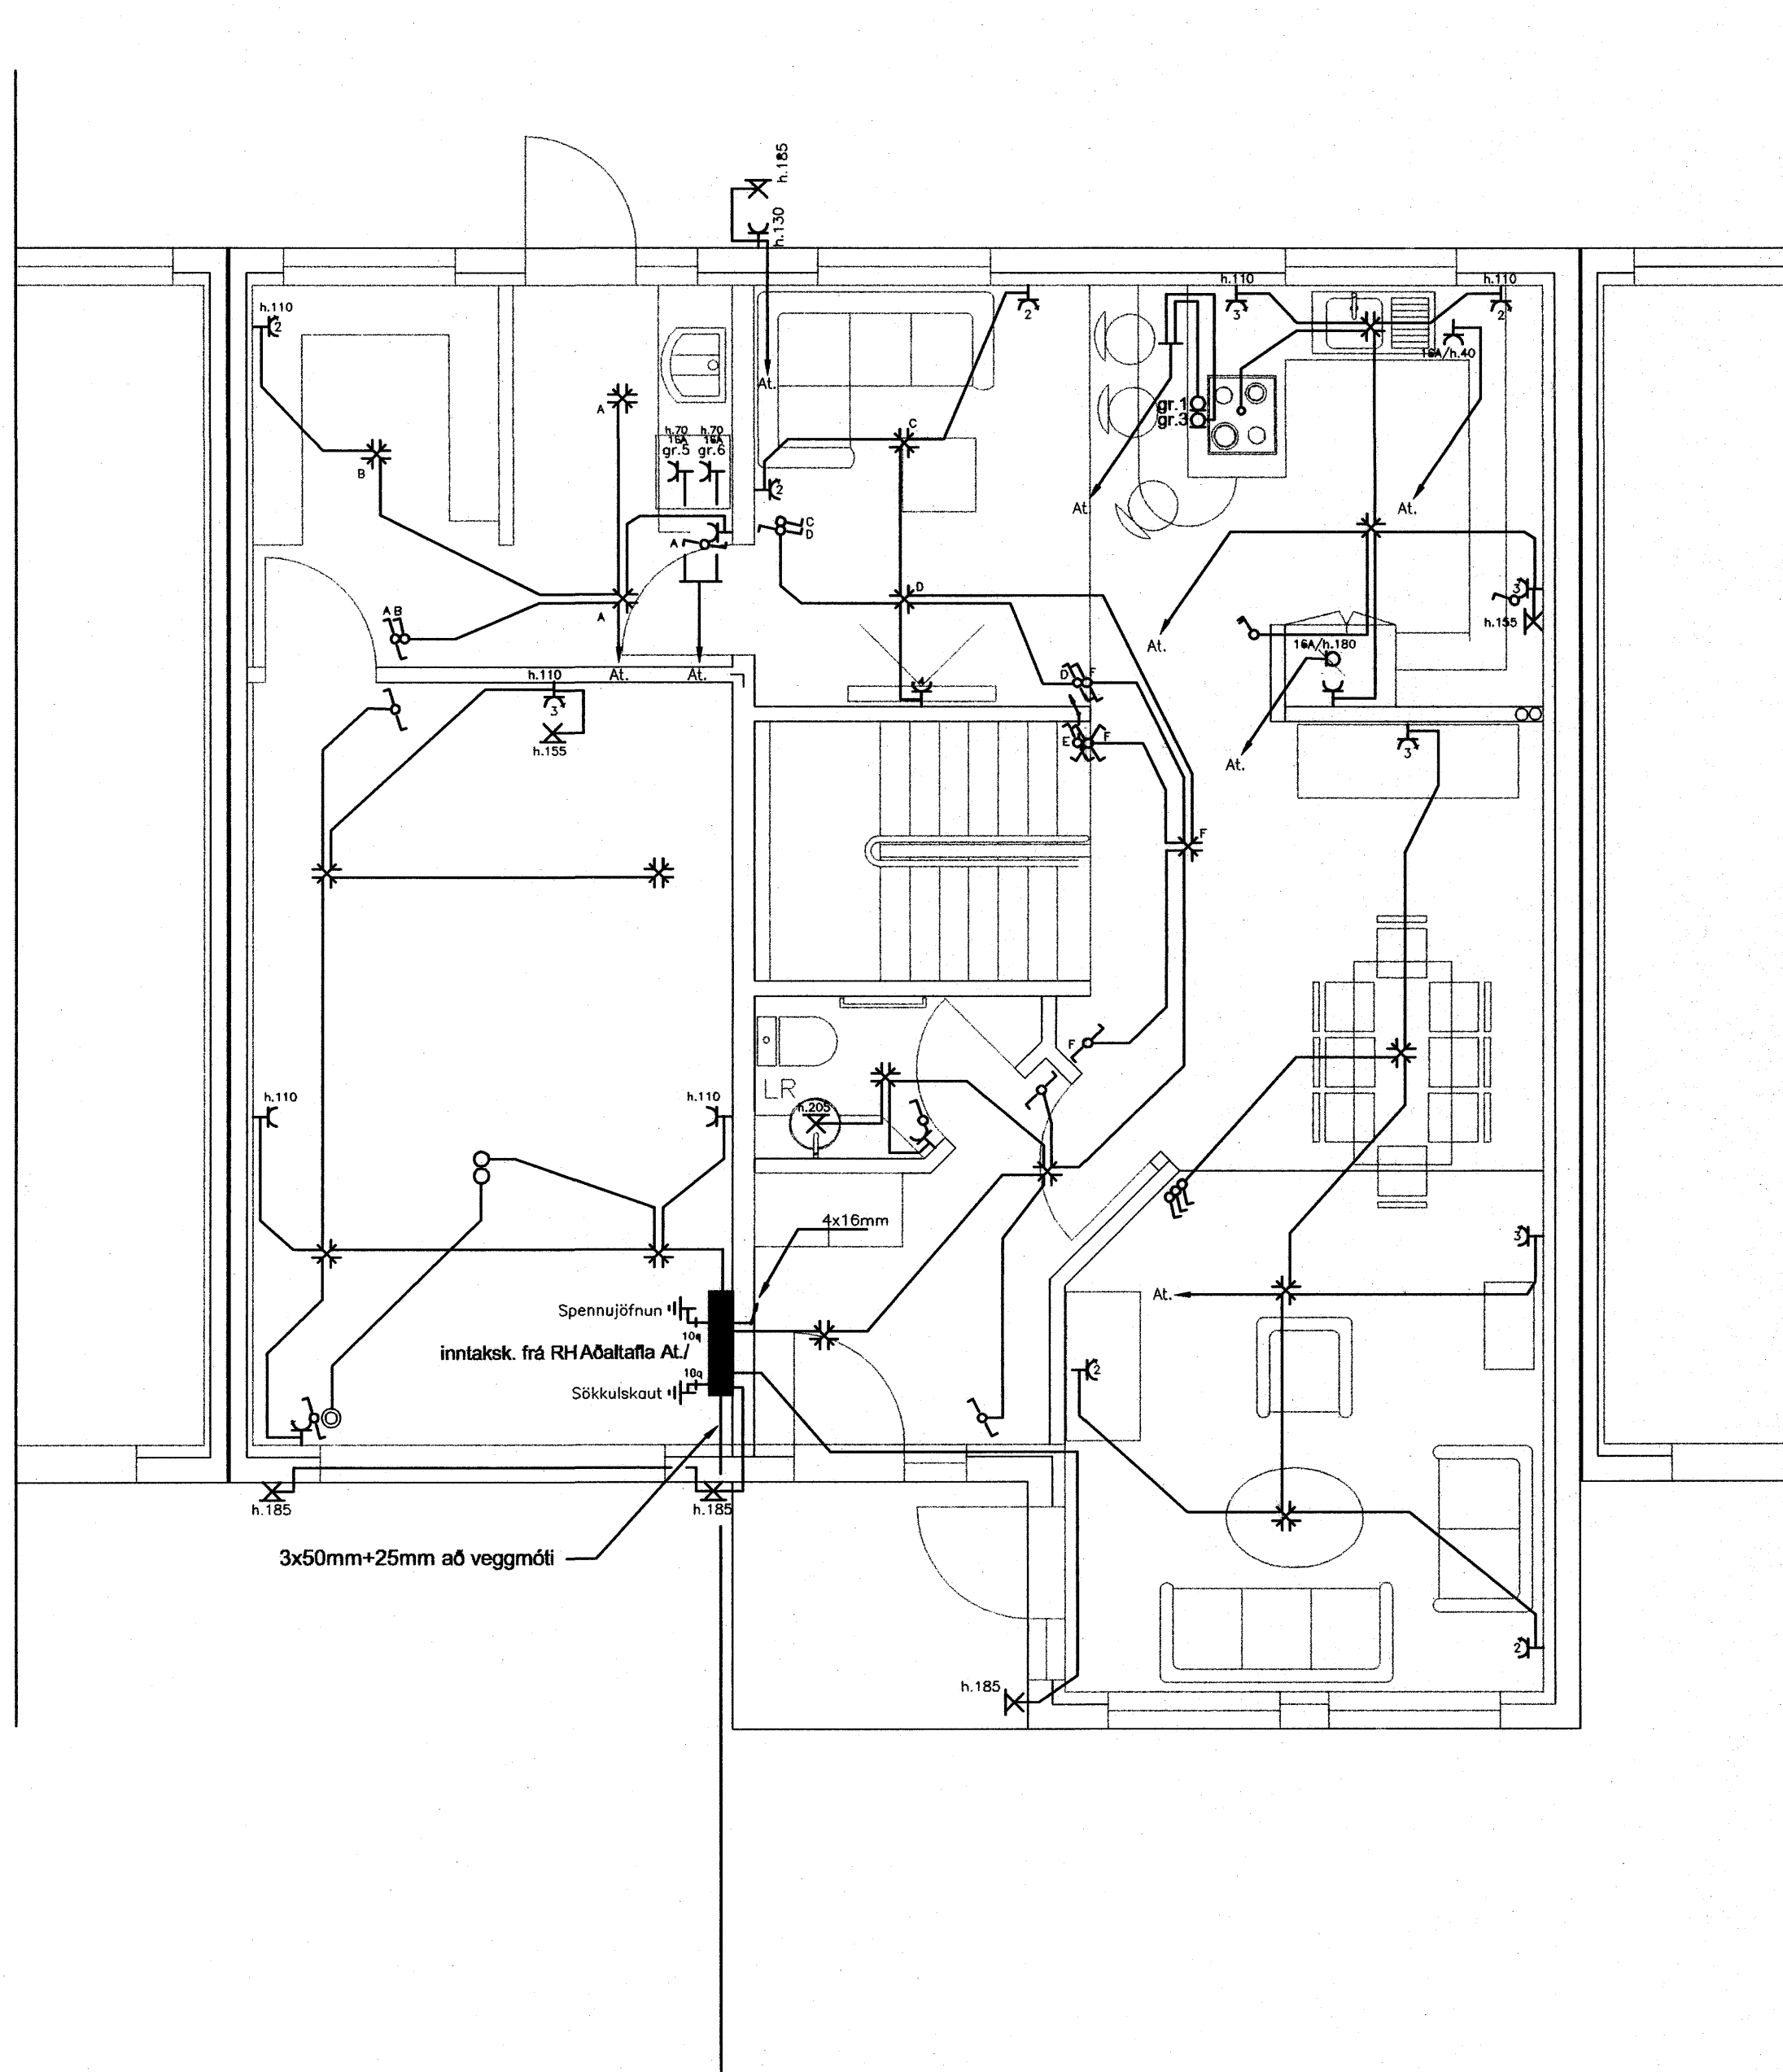 h.185
h.130
h.110
2
At.
A
B
h.70
16A
gr.5
h.70
16A
gr.6
A
A B
A
At.
At.
2
C
2
C
D
D
4
D F
E F
F
F
h.110
3
h.110
2
16A/h.40
gr.1
gr.3
At.
At.
3
h.155
16A/h.180
At.
At.
3
h.110
3
h.155
h.110
h.110
LR
h.205
4x16mm
Spennujöfnun
10q
inntaksk. frá RH Aðaltafla At./
10q
Sökkulskaut
3
At.
2
h.185
h.185
3x50mm+25mm að veggmóti
2
h.185